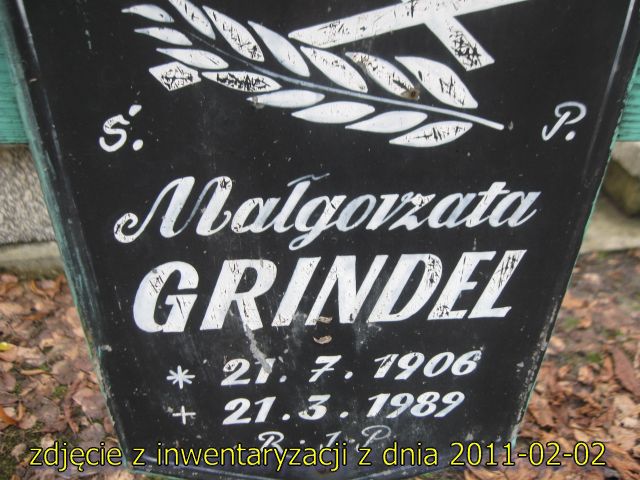 Ś. P.
Małgorzata
GRINDEL
* 21. 7. 1906
+ 21. 3. 1989
R. I. P
zdjęcie z inwentaryzacji z dnia 2011-02-02